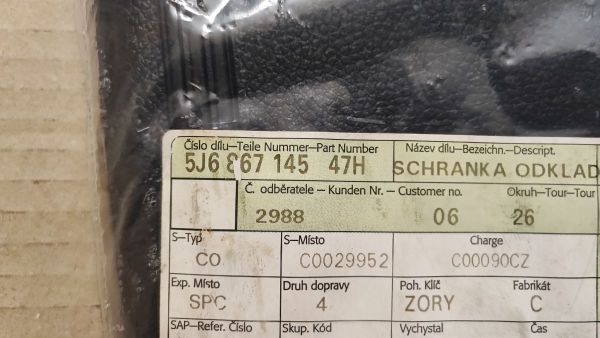 Číslo dílu–Teile Nummer–Part Number Název dílu–Bezeichn.–Descript.
5J6 867 145 47H SCHRANKA ODKLAD
Č. odběratele – Kunden Nr. – Customer no. Okruh–Tour–Tour
2988 06 26
S–Typ S–Místo Charge
CO C0029952 C00090CZ
Exp. Místo Druh dopravy Poh. Klíč Fabrikát
SPC 4 ZORY C
SAP–Refer. Číslo Skup. Kód Vychystal Čas